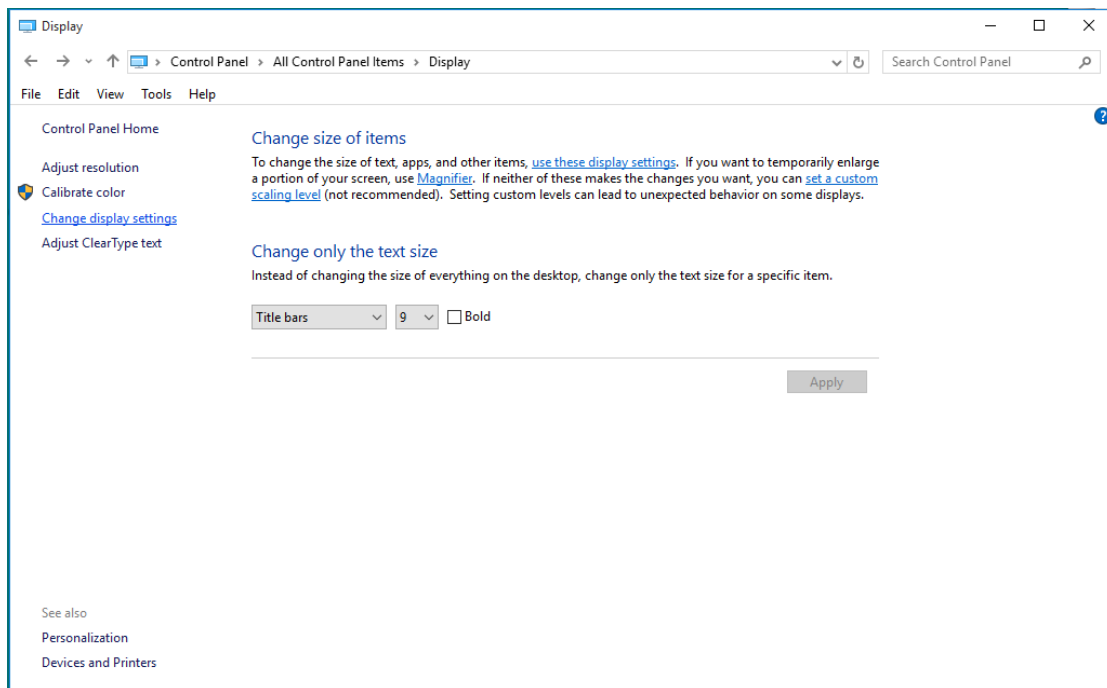 Display
Control Panel > All Control Panel Items > Display
Search Control Panel
File Edit View Tools Help
?
Control Panel Home
Adjust resolution
Calibrate color
Change display settings
Adjust ClearType text
Change size of items
To change the size of text, apps, and other items, use these display settings. If you want to temporarily enlarge
a portion of your screen, use Magnifier. If neither of these makes the changes you want, you can set a custom
scaling level (not recommended). Setting custom levels can lead to unexpected behavior on some displays.
Change only the text size
Instead of changing the size of everything on the desktop, change only the text size for a specific item.
Title bars 9 Bold
Apply
See also
Personalization
Devices and Printers